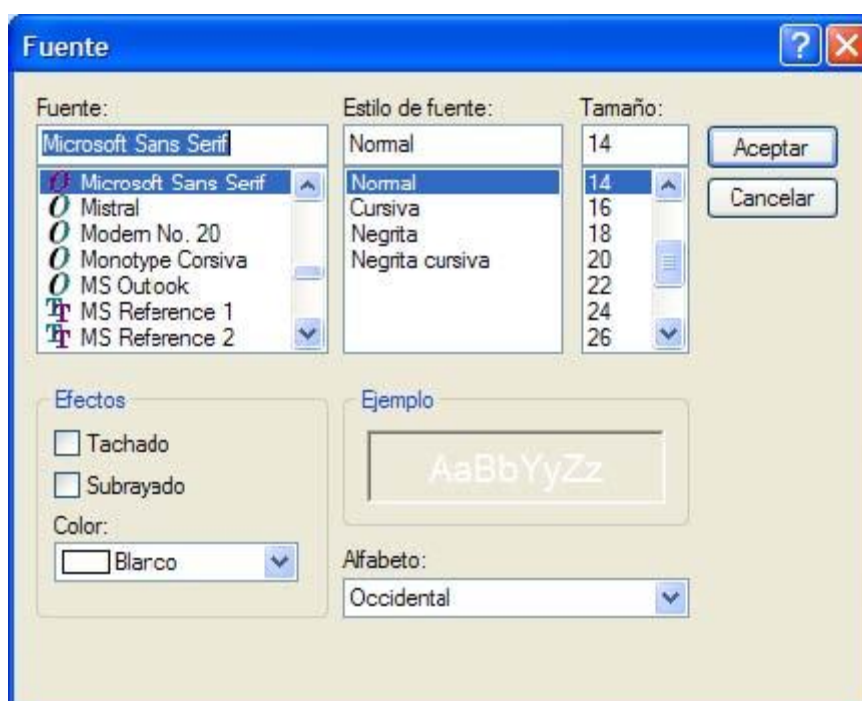 Fuente
Fuente:
Estilo de fuente:
Tamaño:
Microsoft Sans Serif
Normal
14
Aceptar
Cancelar
Microsoft Sans Serif
Mistral
Modern No. 20
Monotype Corsiva
MS Outook
MS Reference 1
MS Reference 2
Normal
Cursiva
Negrita
Negrita cursiva
14
16
18
20
22
24
26
Efectos
Tachado
Subrayado
Color:
Blarco
Ejemplo
AaBbYyZz
Alfabeto:
Occidental